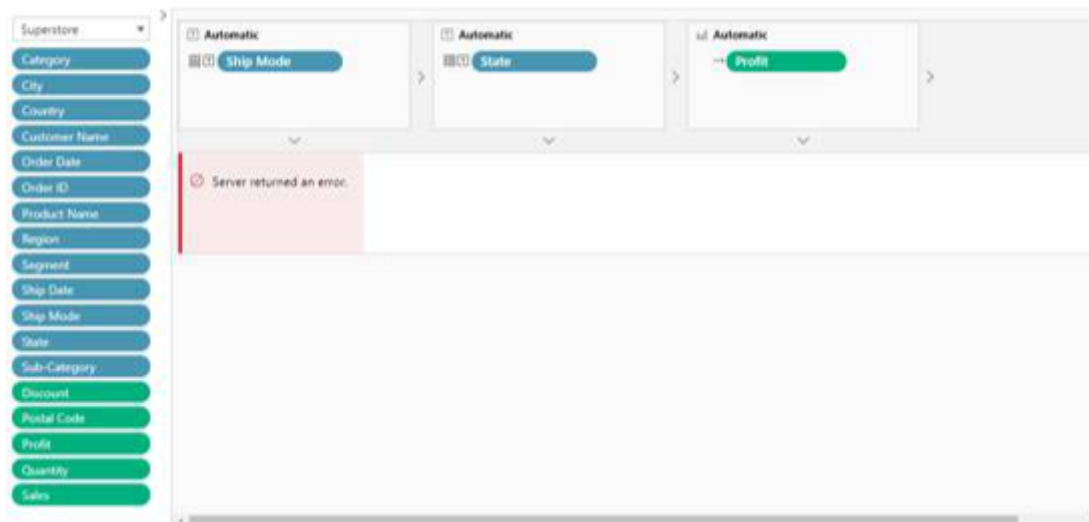 Superstore
Category
City
Country
Customer Name
Order Date
Order ID
Product Name
Region
Segment
Ship Date
Ship Mode
State
Sub-Category
Discount
Postal Code
Profit
Quantity
Sales
Automatic
Ship Mode
Automatic
State
Automatic
Profit
Server returned an error.